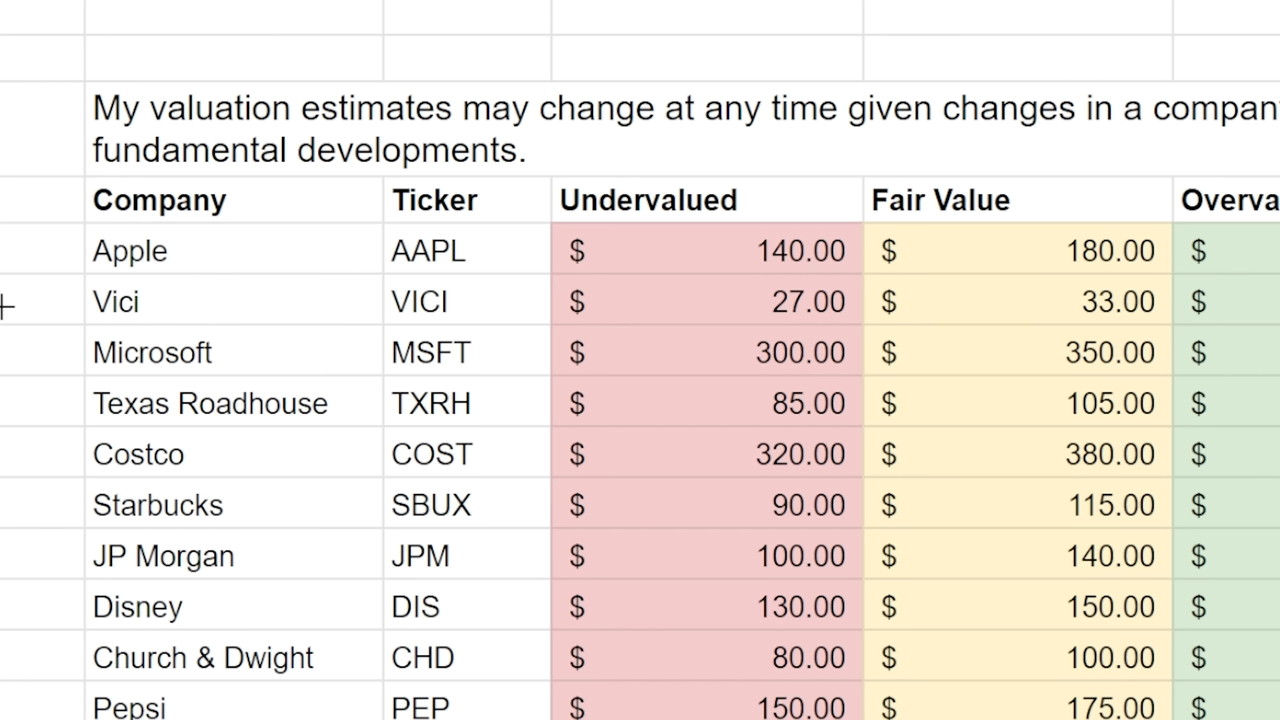 My valuation estimates may change at any time given changes in a compan
fundamental developments.
Company Ticker Undervalued Fair Value Overva
Apple AAPL $ 140.00 $ 180.00 $
Vici VICI $ 27.00 $ 33.00 $
Microsoft MSFT $ 300.00 $ 350.00 $
Texas Roadhouse TXRH $ 85.00 $ 105.00 $
Costco COST $ 320.00 $ 380.00 $
Starbucks SBUX $ 90.00 $ 115.00 $
JP Morgan JPM $ 100.00 $ 140.00 $
Disney DIS $ 130.00 $ 150.00 $
Church & Dwight CHD $ 80.00 $ 100.00 $
Pepsi PEP $ 150.00 $ 175.00 $